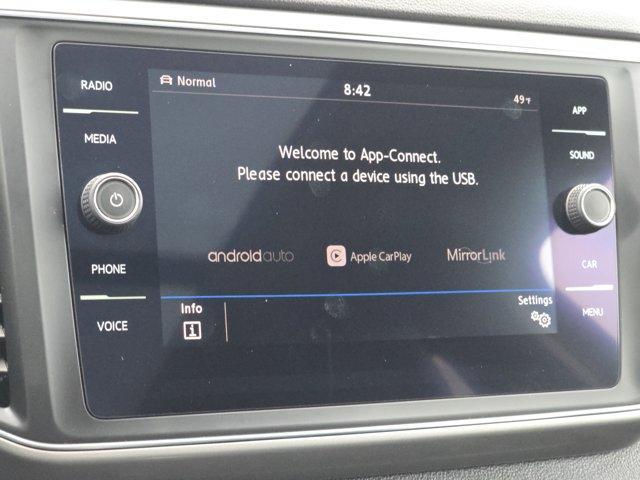 RADIO
MEDIA
PHONE
VOICE
Normal
8:42
49°F
Welcome to App-Connect.
Please connect a device using the USB.
androidauto
Apple CarPlay
MirrorLink
Info
i
Settings
APP
SOUND
CAR
MENU